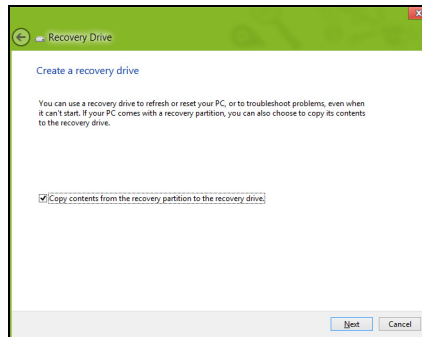 Recovery Drive
Create a recovery drive
You can use a recovery drive to refresh or reset your PC, or to troubleshoot problems, even when
it can't start. If your PC comes with a recovery partition, you can also choose to copy its contents
to the recovery drive.
Copy contents from the recovery partition to the recovery drive.
Next Cancel